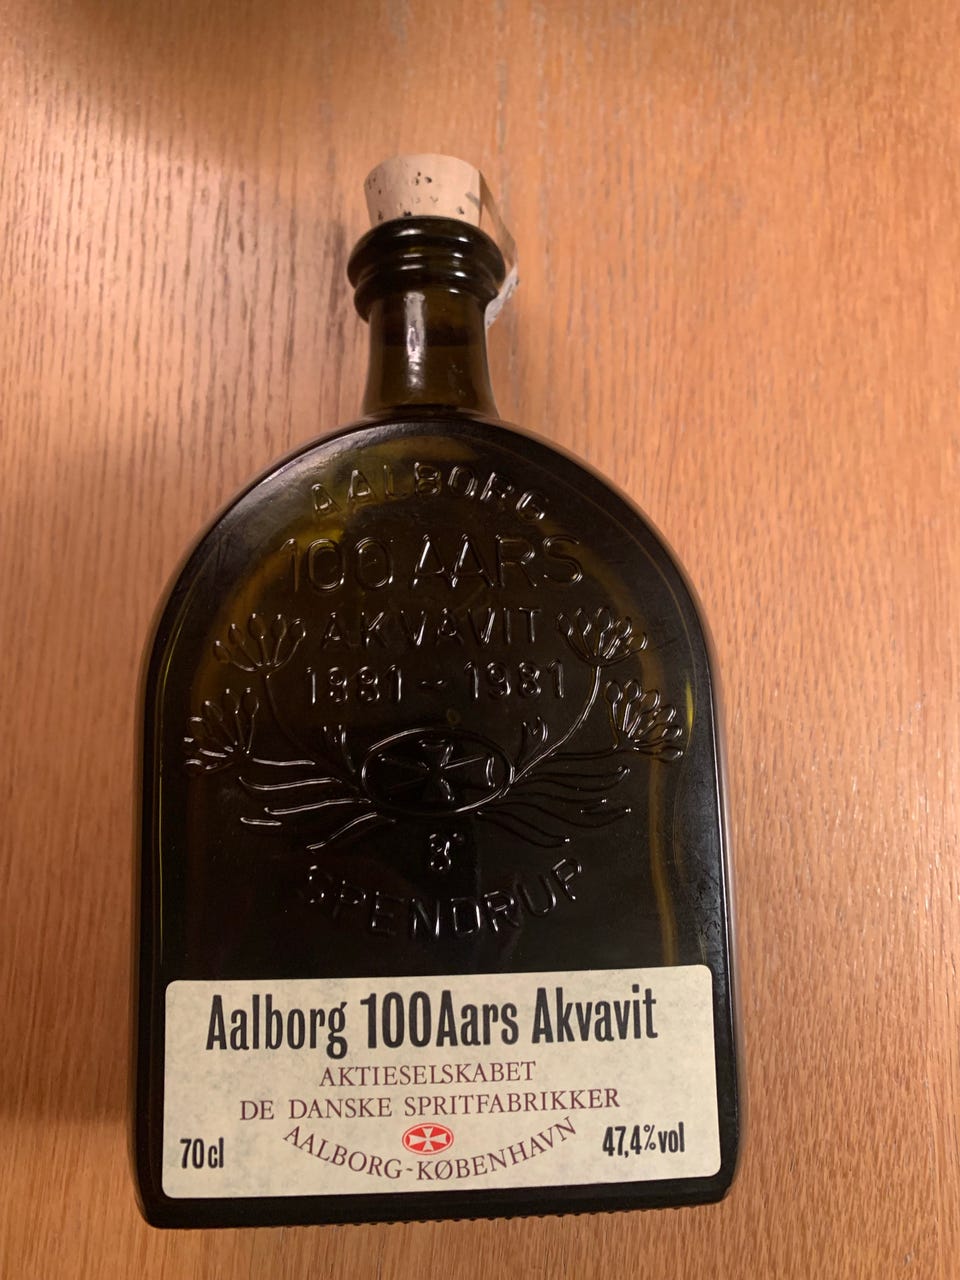 AALBORG
100 AARS
AKVAVIT
1881-1981
SPENDRUP
Aalborg 100Aars Akvavit
AKTIESELSKABET
DE DANSKE SPRITFABRIKKER
70cl
AALBORG-KØBENHAVN
47,4%vol